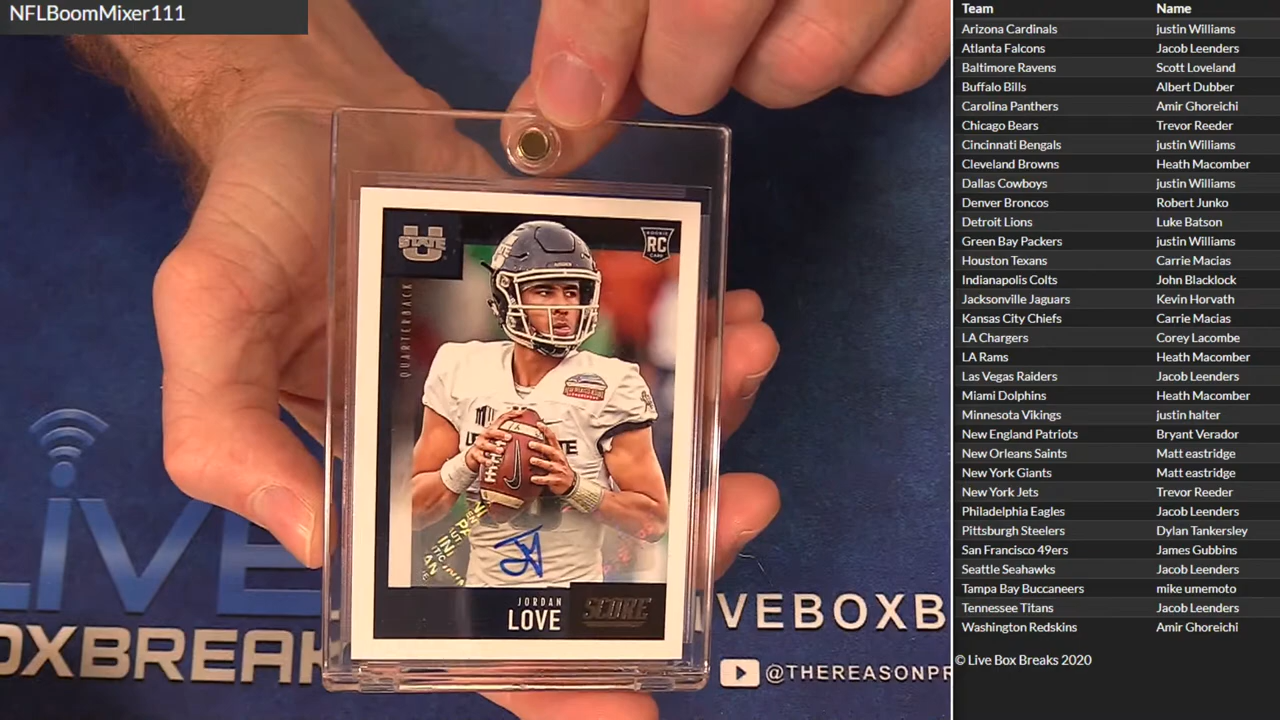 NFLBoomMixer111
U
STATE
ROOKIE
RC
CARD
QUARTERBACK
JORDAN
LOVE
SCORE
LIVE
OXBREAK
IVEBOXB
@THEREASONPR
Team Name
Arizona Cardinals justin Williams
Atlanta Falcons Jacob Leenders
Baltimore Ravens Scott Loveland
Buffalo Bills Albert Dubber
Carolina Panthers Amir Ghoreichi
Chicago Bears Trevor Reeder
Cincinnati Bengals justin Williams
Cleveland Browns Heath Macomber
Dallas Cowboys justin Williams
Denver Broncos Robert Junko
Detroit Lions Luke Batson
Green Bay Packers justin Williams
Houston Texans Carrie Macias
Indianapolis Colts John Blacklock
Jacksonville Jaguars Kevin Horvath
Kansas City Chiefs Carrie Macias
LA Chargers Corey Lacombe
LA Rams Heath Macomber
Las Vegas Raiders Jacob Leenders
Miami Dolphins Heath Macomber
Minnesota Vikings justin halter
New England Patriots Bryant Verador
New Orleans Saints Matt eastridge
New York Giants Matt eastridge
New York Jets Trevor Reeder
Philadelphia Eagles Jacob Leenders
Pittsburgh Steelers Dylan Tankersley
San Francisco 49ers James Gubbins
Seattle Seahawks Jacob Leenders
Tampa Bay Buccaneers mike umemoto
Tennessee Titans Jacob Leenders
Washington Redskins Amir Ghoreichi
© Live Box Breaks 2020